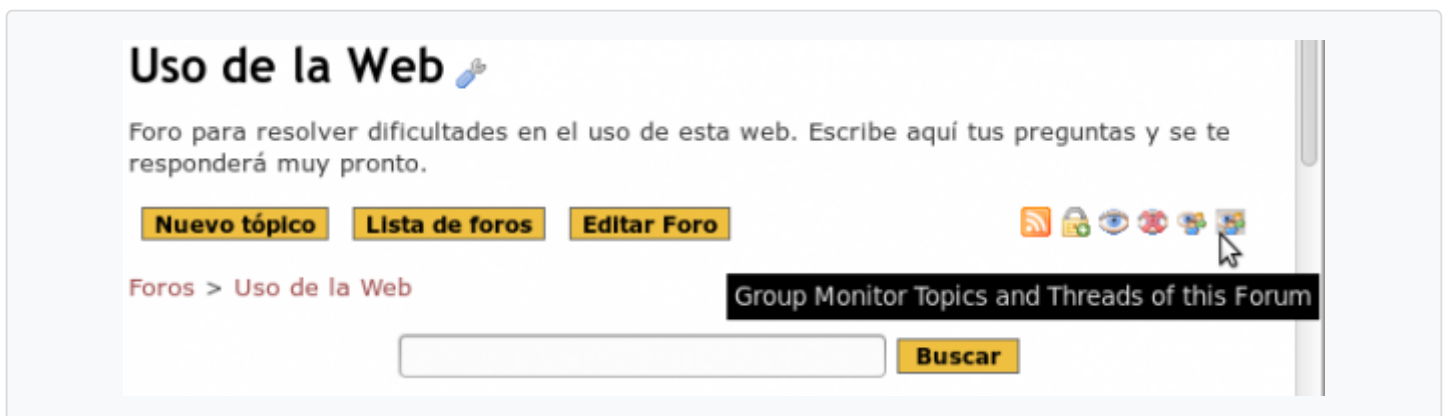 Uso de la Web
Foro para resolver dificultades en el uso de esta web. Escribe aquí tus preguntas y se te
responderá muy pronto.
Nuevo tópico Lista de foros Editar Foro
Foros > Uso de la Web
Group Monitor Topics and Threads of this Forum
Buscar